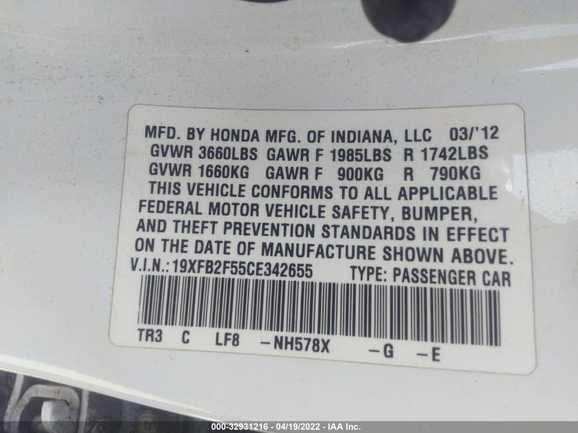 MFD. BY HONDA MFG. OF INDIANA, LLC 03/'12
GVWR 3660LBS GAWR F 1985LBS R 1742LBS
GVWR 1660KG GAWR F 900KG R 790KG
THIS VEHICLE CONFORMS TO ALL APPLICABLE
FEDERAL MOTOR VEHICLE SAFETY, BUMPER,
AND THEFT PREVENTION STANDARDS IN EFFECT
ON THE DATE OF MANUFACTURE SHOWN ABOVE.
V.I.N.: 19XFB2F55CE342655 TYPE: PASSENGER CAR
TR3 C LF8 -NH578X -G -E
000-32931216 - 04/19/2022 - IAA Inc.